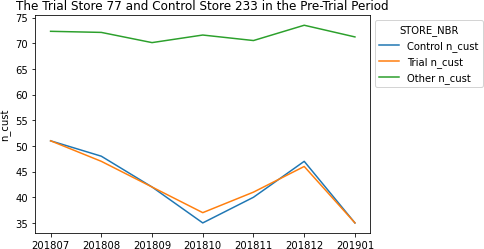 The Trial Store 77 and Control Store 233 in the Pre-Trial Period
STORE_NBR
Control n_cust
Trial n_cust
Other n_cust
n_cust
75
70
65
60
55
50
45
40
35
201807 201808 201809 201810 201811 201812 201901